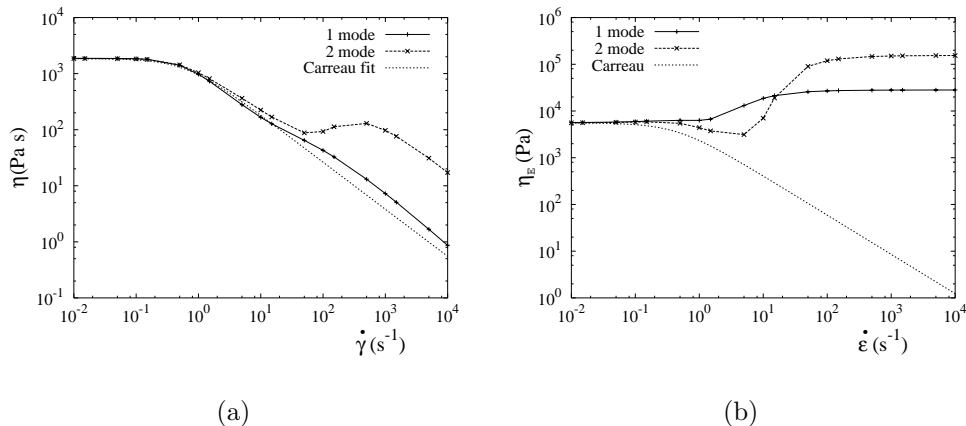 10^4
10^3
10^2
10^1
10^0
10^-1
η(Pa s)
1 mode
2 mode
Carreau fit
10^-2 10^-1 10^0 10^1 10^2 10^3 10^4
γ̇ (s^-1)
(a)
10^6
10^5
10^4
10^3
10^2
10^1
10^0
η_E (Pa)
1 mode
2 mode
Carreau
10^-2 10^-1 10^0 10^1 10^2 10^3 10^4
ε̇ (s^-1)
(b)